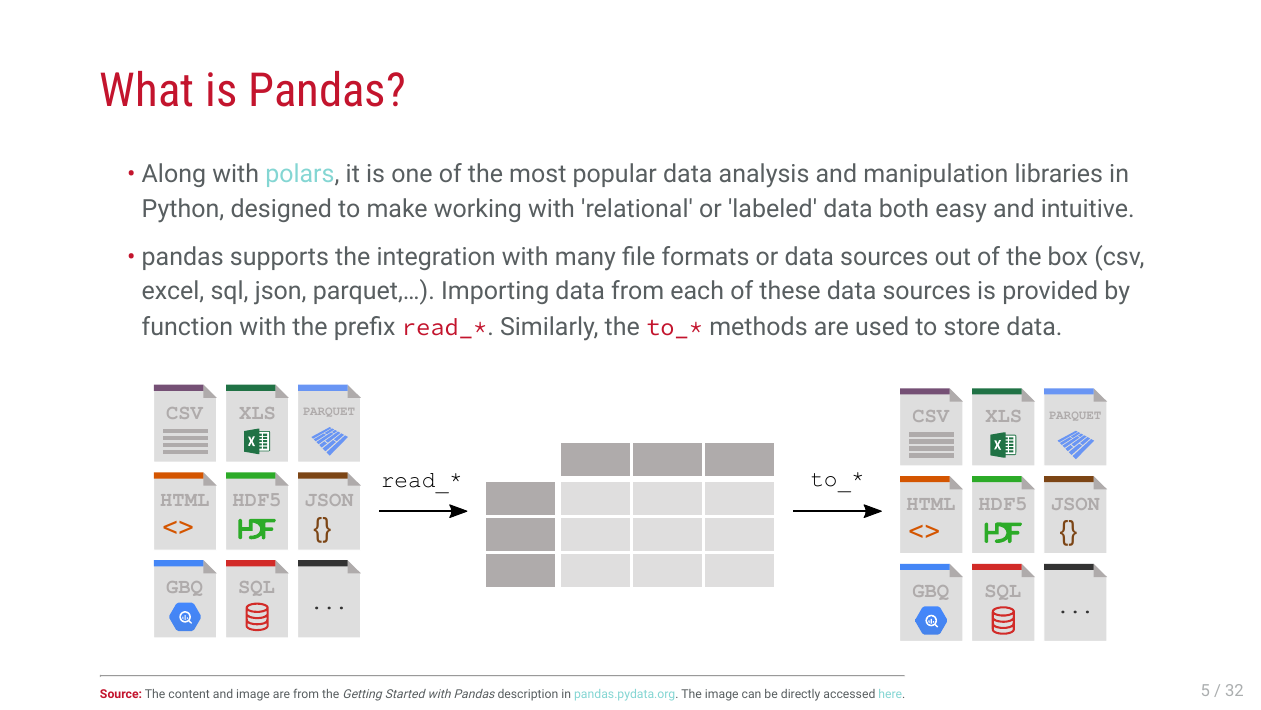 What is Pandas?
• Along with polars, it is one of the most popular data analysis and manipulation libraries in
Python, designed to make working with 'relational' or 'labeled' data both easy and intuitive.
• pandas supports the integration with many file formats or data sources out of the box (csv,
excel, sql, json, parquet,...). Importing data from each of these data sources is provided by
function with the prefix read_*. Similarly, the to_* methods are used to store data.
CSV XLS PARQUET
X
HTML HDF5 JSON
<> HDF {}
GBQ SQL
...
read_*
to_*
CSV XLS PARQUET
X
HTML HDF5 JSON
<> HDF {}
GBQ SQL
...
Source: The content and image are from the Getting Started with Pandas description in pandas.pydata.org. The image can be directly accessed here.
5 / 32